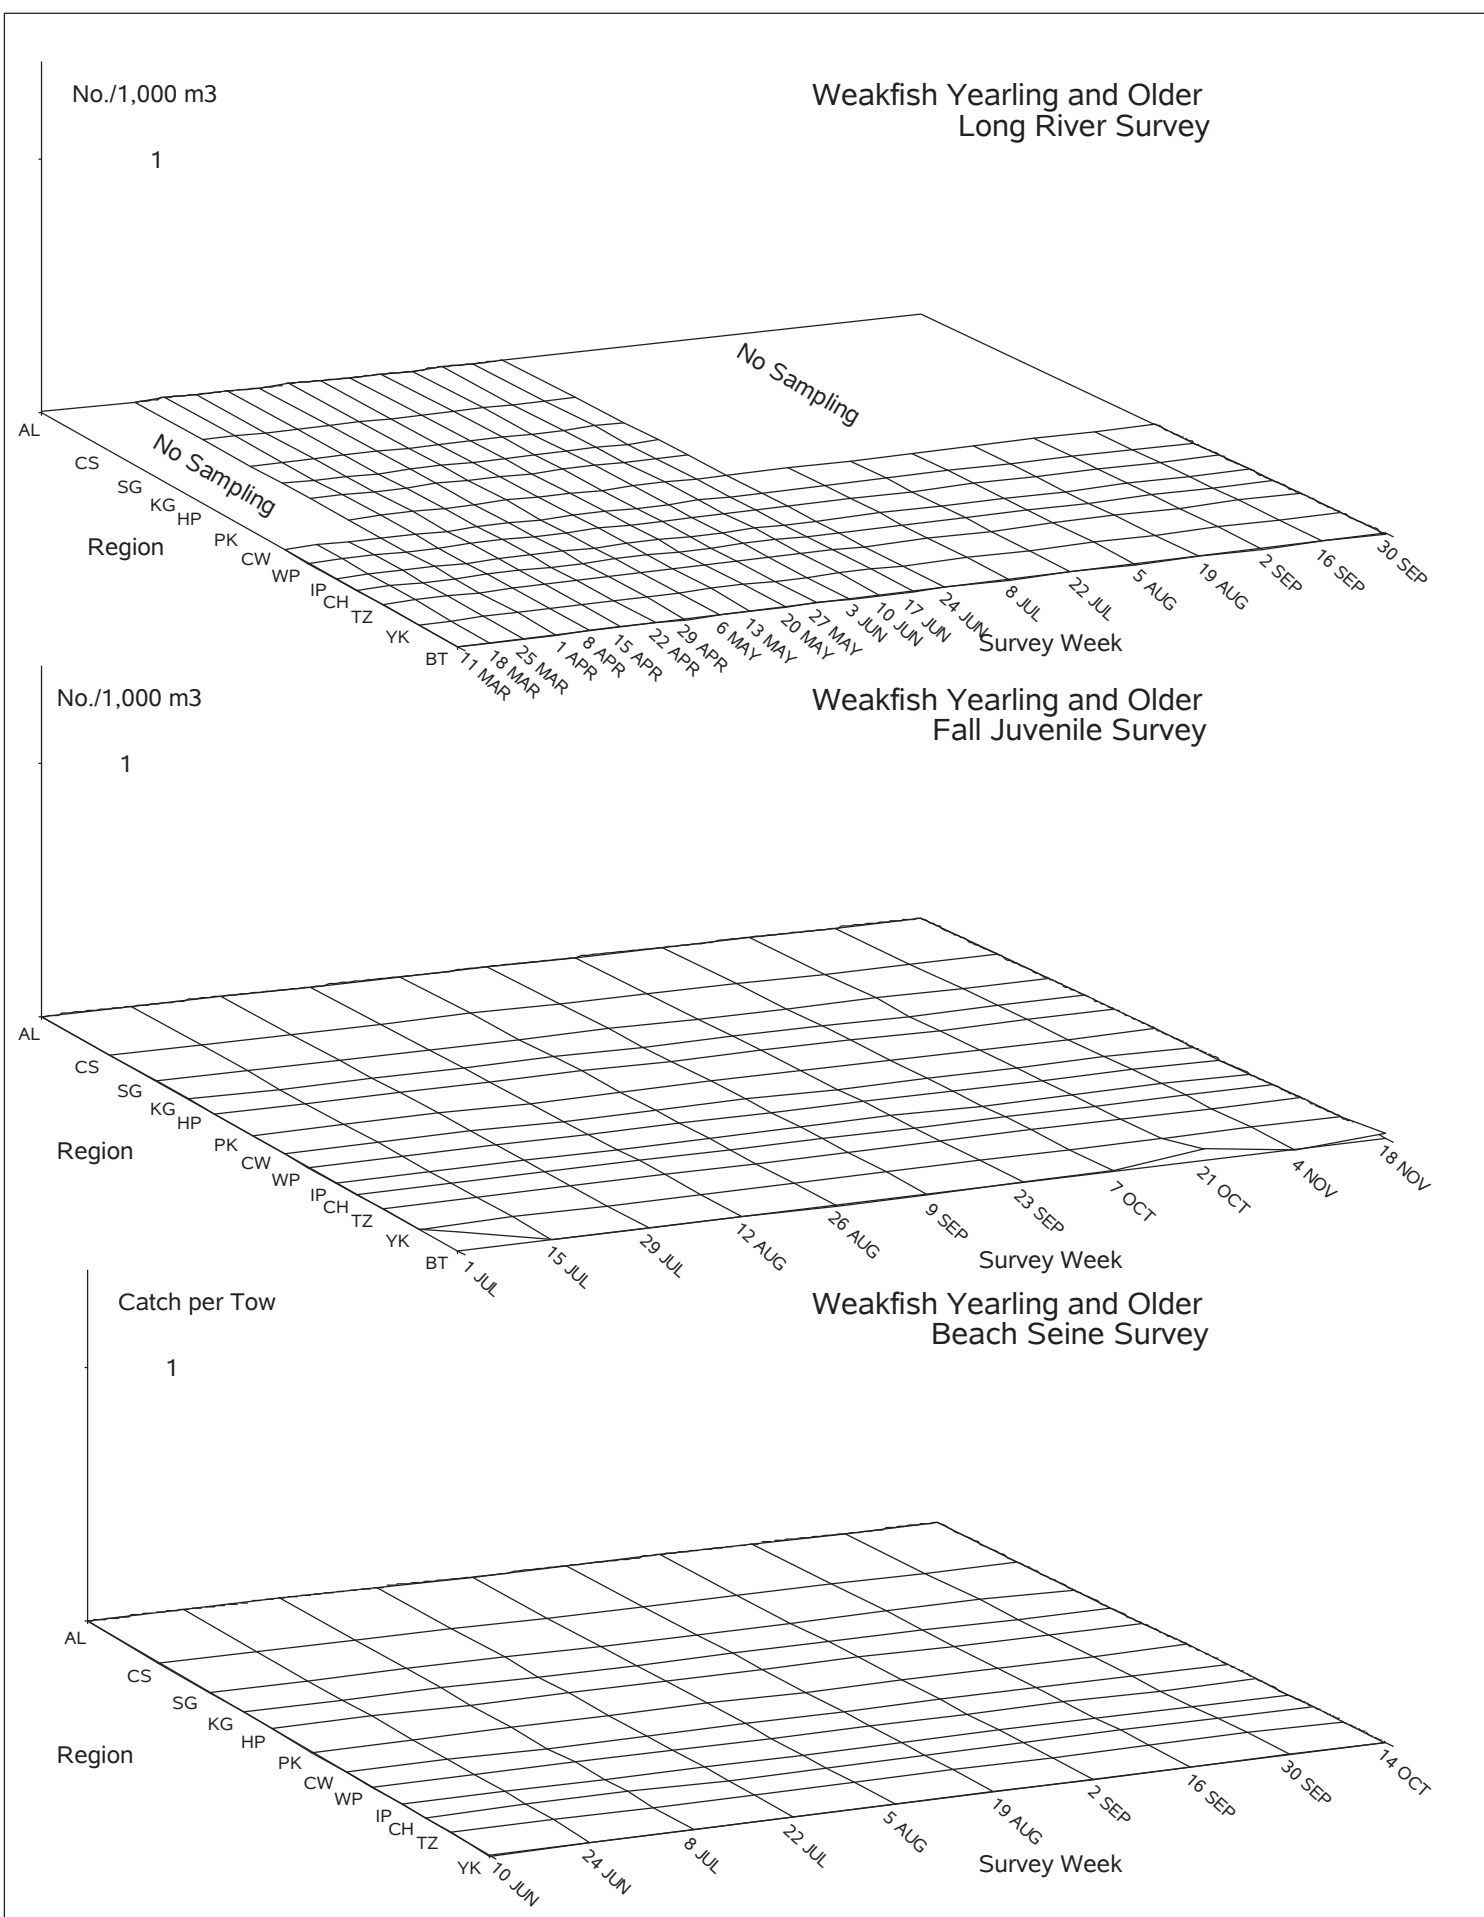 No./1,000 m3
Weakfish Yearling and Older
Long River Survey
1
No Sampling
No Sampling
AL
CS
SG
KG
HP
PK
CW
WP
IP
CH
TZ
YK
BT
Region
11 MAR
18 MAR
25 MAR
1 APR
8 APR
15 APR
22 APR
29 APR
6 MAY
13 MAY
20 MAY
27 MAY
3 JUN
10 JUN
17 JUN
24 JUN
8 JUL
22 JUL
5 AUG
19 AUG
2 SEP
16 SEP
30 SEP
Survey Week
No./1,000 m3
Weakfish Yearling and Older
Fall Juvenile Survey
1
AL
CS
SG
KG
HP
PK
CW
WP
IP
CH
TZ
YK
BT
Region
1 JUL
15 JUL
29 JUL
12 AUG
26 AUG
9 SEP
23 SEP
7 OCT
21 OCT
4 NOV
18 NOV
Survey Week
Catch per Tow
Weakfish Yearling and Older
Beach Seine Survey
1
AL
CS
SG
KG
HP
PK
CW
WP
IP
CH
TZ
YK
Region
10 JUN
24 JUN
8 JUL
22 JUL
5 AUG
19 AUG
2 SEP
16 SEP
30 SEP
14 OCT
Survey Week